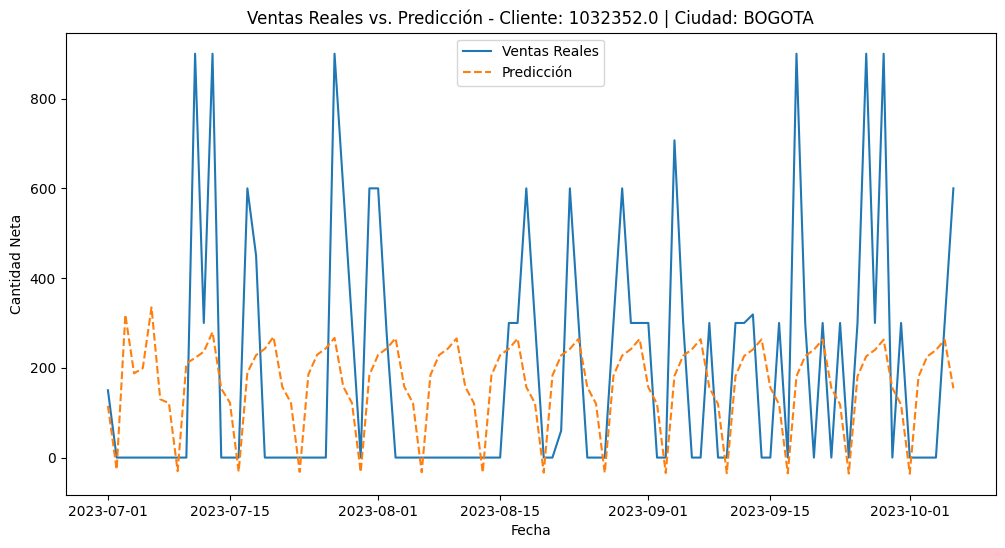 Ventas Reales vs. Predicción - Cliente: 1032352.0 | Ciudad: BOGOTA
Ventas Reales
Predicción
Cantidad Neta
800
600
400
200
0
2023-07-01
2023-07-15
2023-08-01
2023-08-15
2023-09-01
2023-09-15
2023-10-01
Fecha